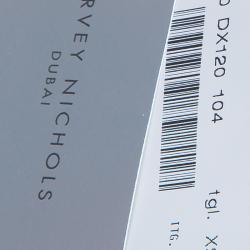 RVEY NICHOLS
DUBAI
DX120 104
tgl.